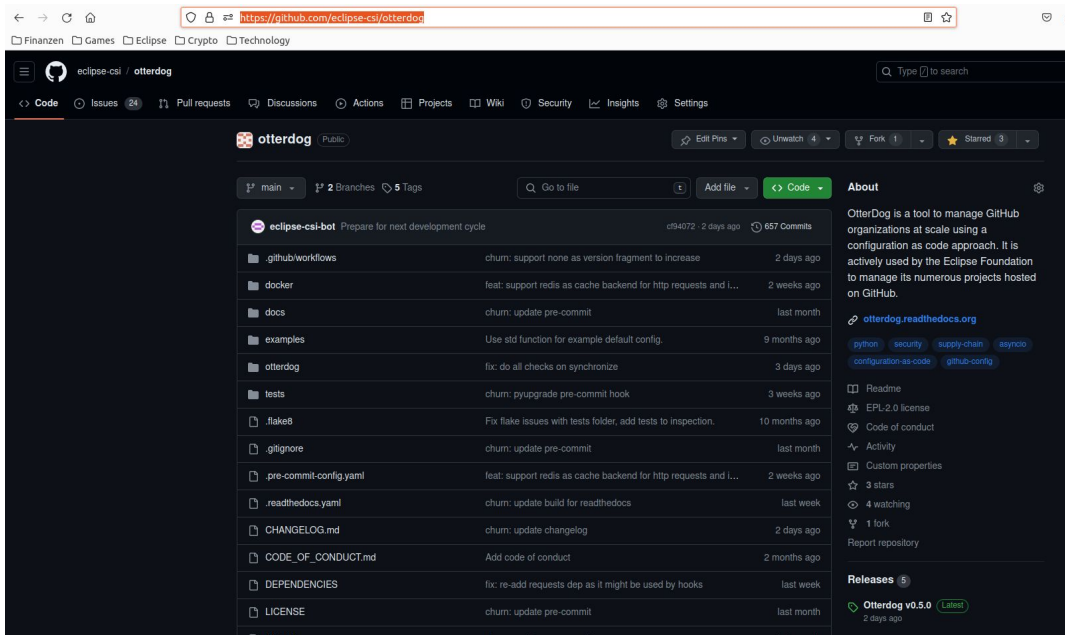 https://github.com/eclipse-csi/otterdog
Finanzen Games Eclipse Crypto Technology
eclipse-csi / otterdog
Type / to search
Code Issues 24 Pull requests Discussions Actions Projects Wiki Security Insights Settings
otterdog Public
Edit Pins Unwatch 4 Fork 1 Starred 3
main 2 Branches 5 Tags
Go to file t Add file Code
eclipse-csi-bot Prepare for next development cycle cf94072 · 2 days ago 657 Commits
.github/workflows churn: support none as version fragment to increase 2 days ago
docker feat: support redis as cache backend for http requests and i... 2 weeks ago
docs churn: update pre-commit last month
examples Use std function for example default config. 9 months ago
otterdog fix: do all checks on synchronize 3 days ago
tests churn: pyupgrade pre-commit hook 3 weeks ago
.flake8 Fix flake issues with tests folder, add tests to inspection. 10 months ago
.gitignore churn: update pre-commit last month
.pre-commit-config.yaml feat: support redis as cache backend for http requests and i... 2 weeks ago
.readthedocs.yaml churn: update build for readthedocs last week
CHANGELOG.md churn: update changelog 2 days ago
CODE_OF_CONDUCT.md Add code of conduct 2 months ago
DEPENDENCIES fix: re-add requests dep as it might be used by hooks last week
LICENSE churn: update pre-commit last month
About
OtterDog is a tool to manage GitHub
organizations at scale using a
configuration as code approach. It is
actively used by the Eclipse Foundation
to manage its numerous projects hosted
on GitHub.
otterdog.readthedocs.org
python security supply-chain asyncio
configuration-as-code github-config
Readme
EPL-2.0 license
Code of conduct
Activity
Custom properties
3 stars
4 watching
1 fork
Report repository
Releases 5
Otterdog v0.5.0 Latest
2 days ago